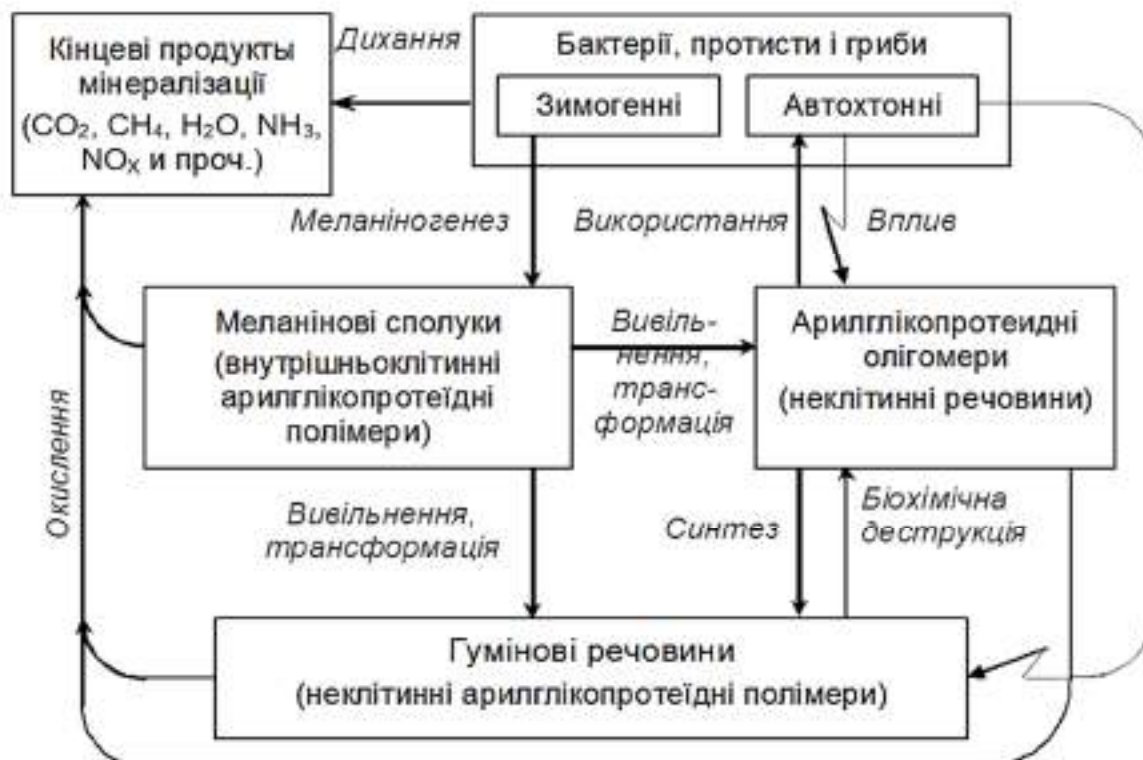 Кінцеві продукты
мінералізації
(CO₂, CH₄, H₂O, NH₃,
NOₓ и проч.)
Дихання
Бактерії, протисти і гриби
Зимогенні
Автохтонні
Меланіногенез
Використання
Вплив
Меланінові сполуки
(внутрішньоклітинні
арилглікопротеїдні
полімери)
Вивіль-
нення,
транс-
формація
Арилглікопротеидні
олігомери
(неклітинні речовини)
Окислення
Вивільнення,
трансформація
Синтез
Біохімічна
деструкція
Гумінові речовини
(неклітинні арилглікопротеїдні полімери)